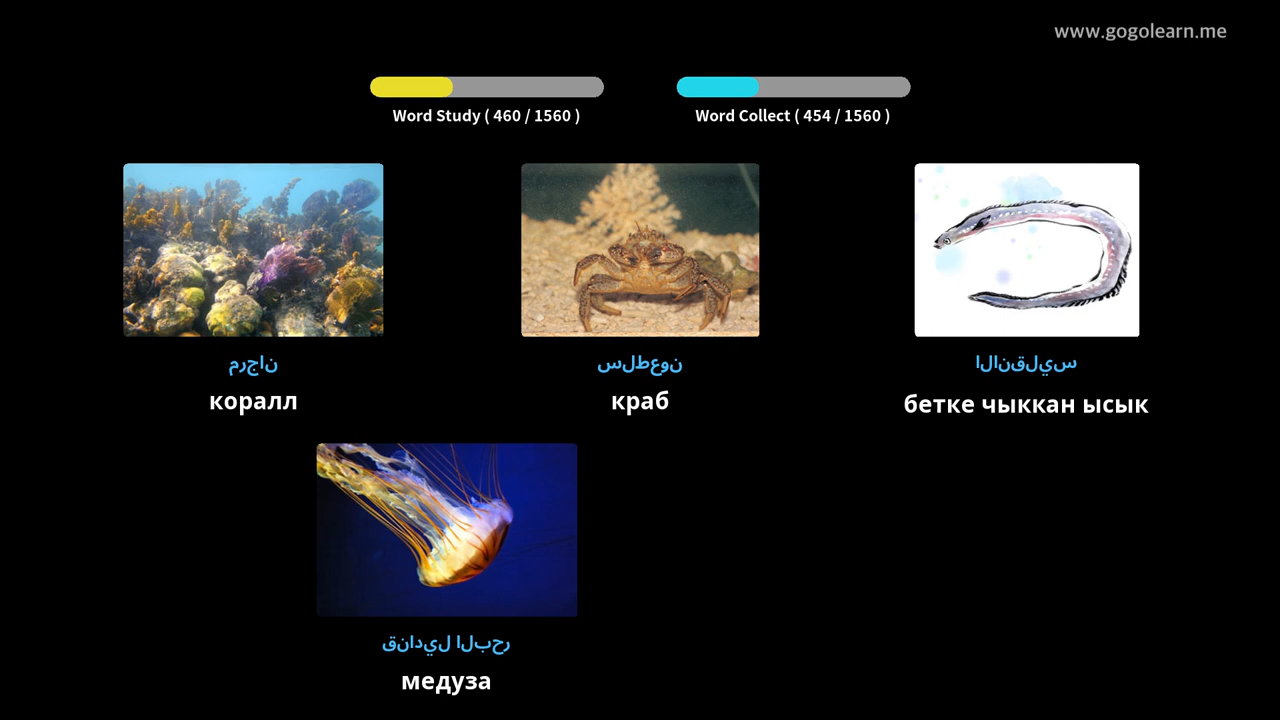 www.gogolearn.me
Word Study ( 460 / 1560 )
Word Collect ( 454 / 1560 )
مرجان
коралл
سلطعون
краб
الانقليس
бетке чыккан ысык
قناديل البحر
медуза